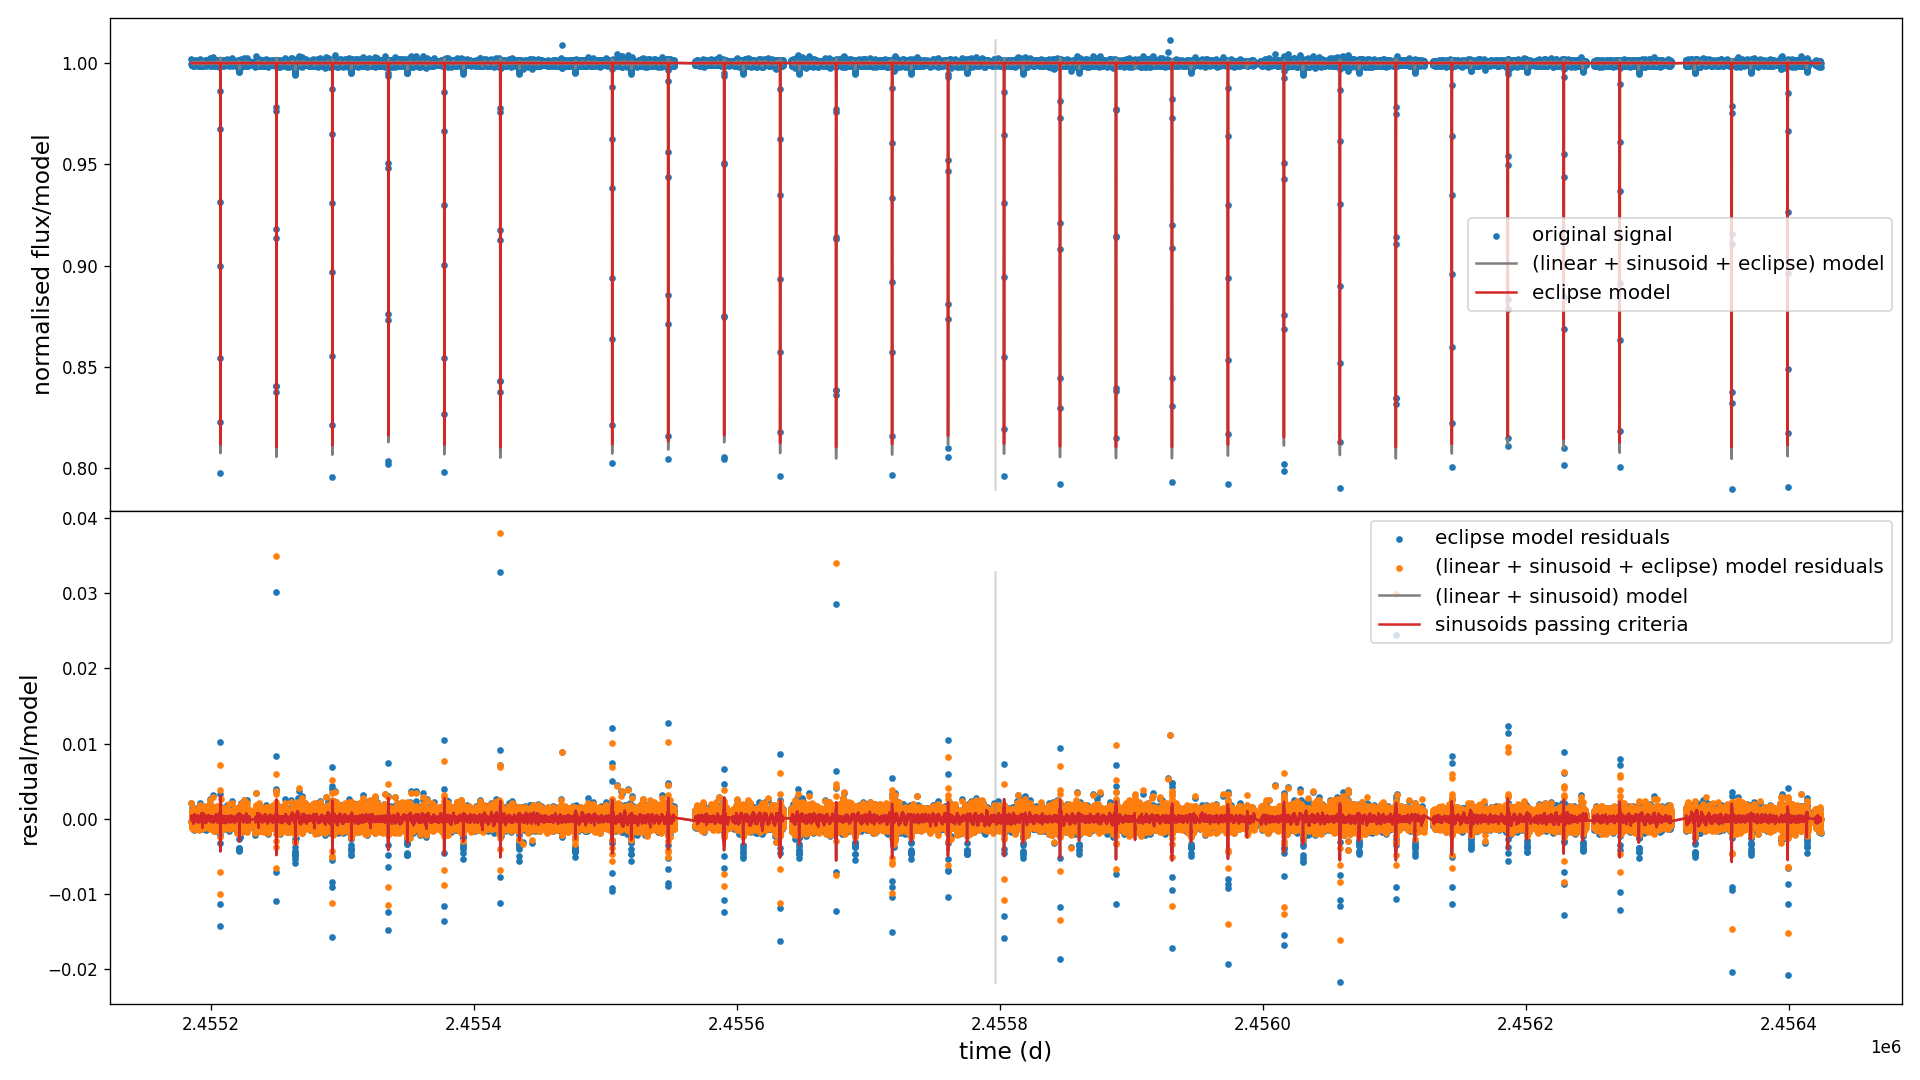 1.00
0.95
0.90
0.85
0.80
normalised flux/model
original signal
(linear + sinusoid + eclipse) model
eclipse model
0.04
0.03
0.02
0.01
0.00
−0.01
−0.02
residual/model
eclipse model residuals
(linear + sinusoid + eclipse) model residuals
(linear + sinusoid) model
sinusoids passing criteria
2.4552 2.4554 2.4556 2.4558 2.4560 2.4562 2.4564
time (d)
1e6